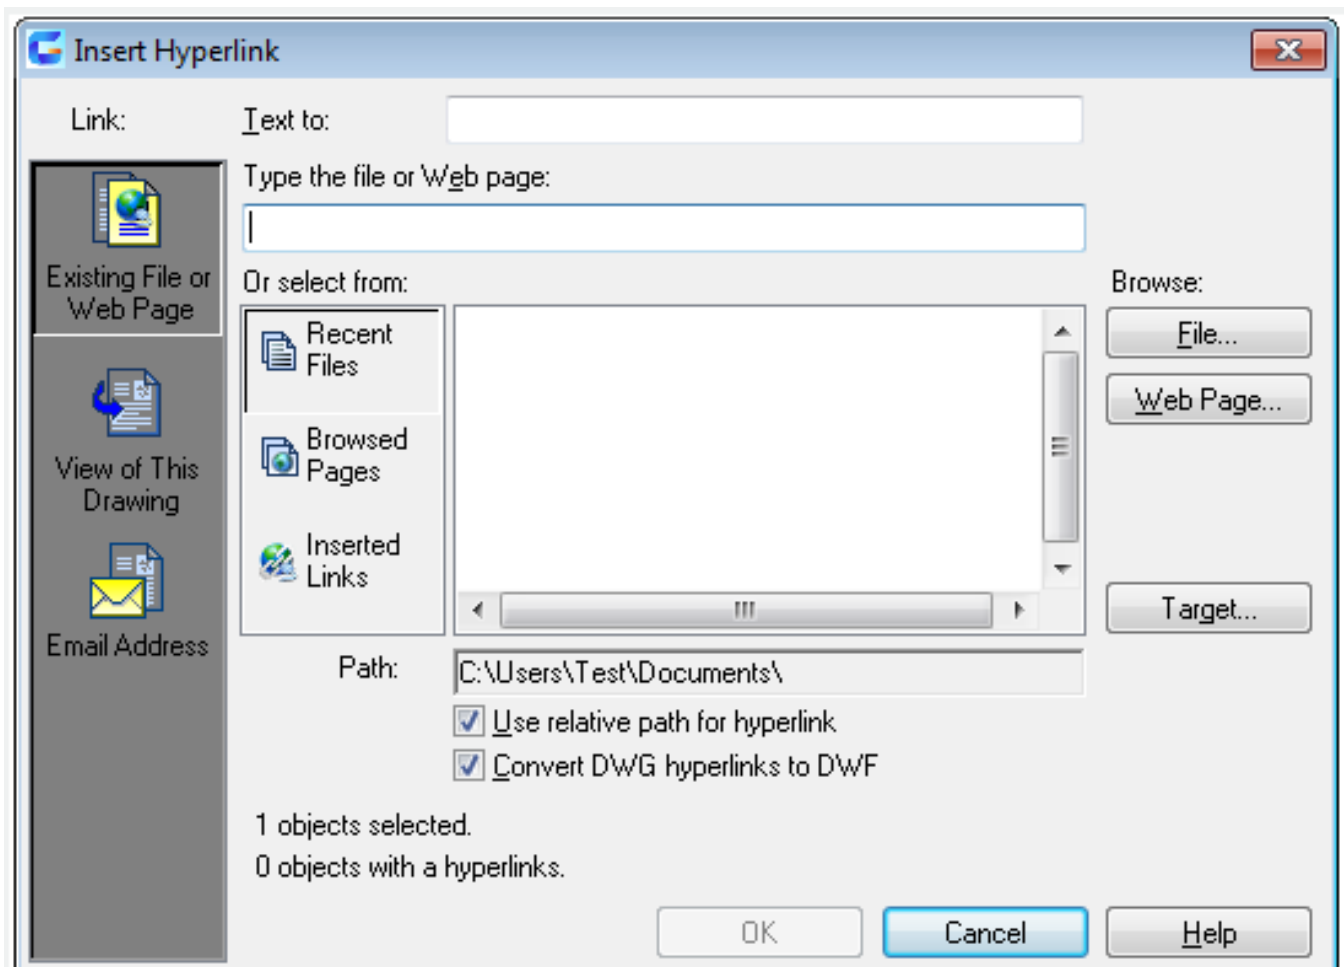 Insert Hyperlink
Link:
Text to:
Type the file or Web page:
Existing File or
Web Page
Or select from:
Browse:
Recent
Files
File...
Web Page...
Browsed
Pages
View of This
Drawing
Inserted
Links
Target...
Email Address
Path:
C:\Users\Test\Documents\
Use relative path for hyperlink
Convert DWG hyperlinks to DWF
1 objects selected.
0 objects with a hyperlinks.
OK
Cancel
Help